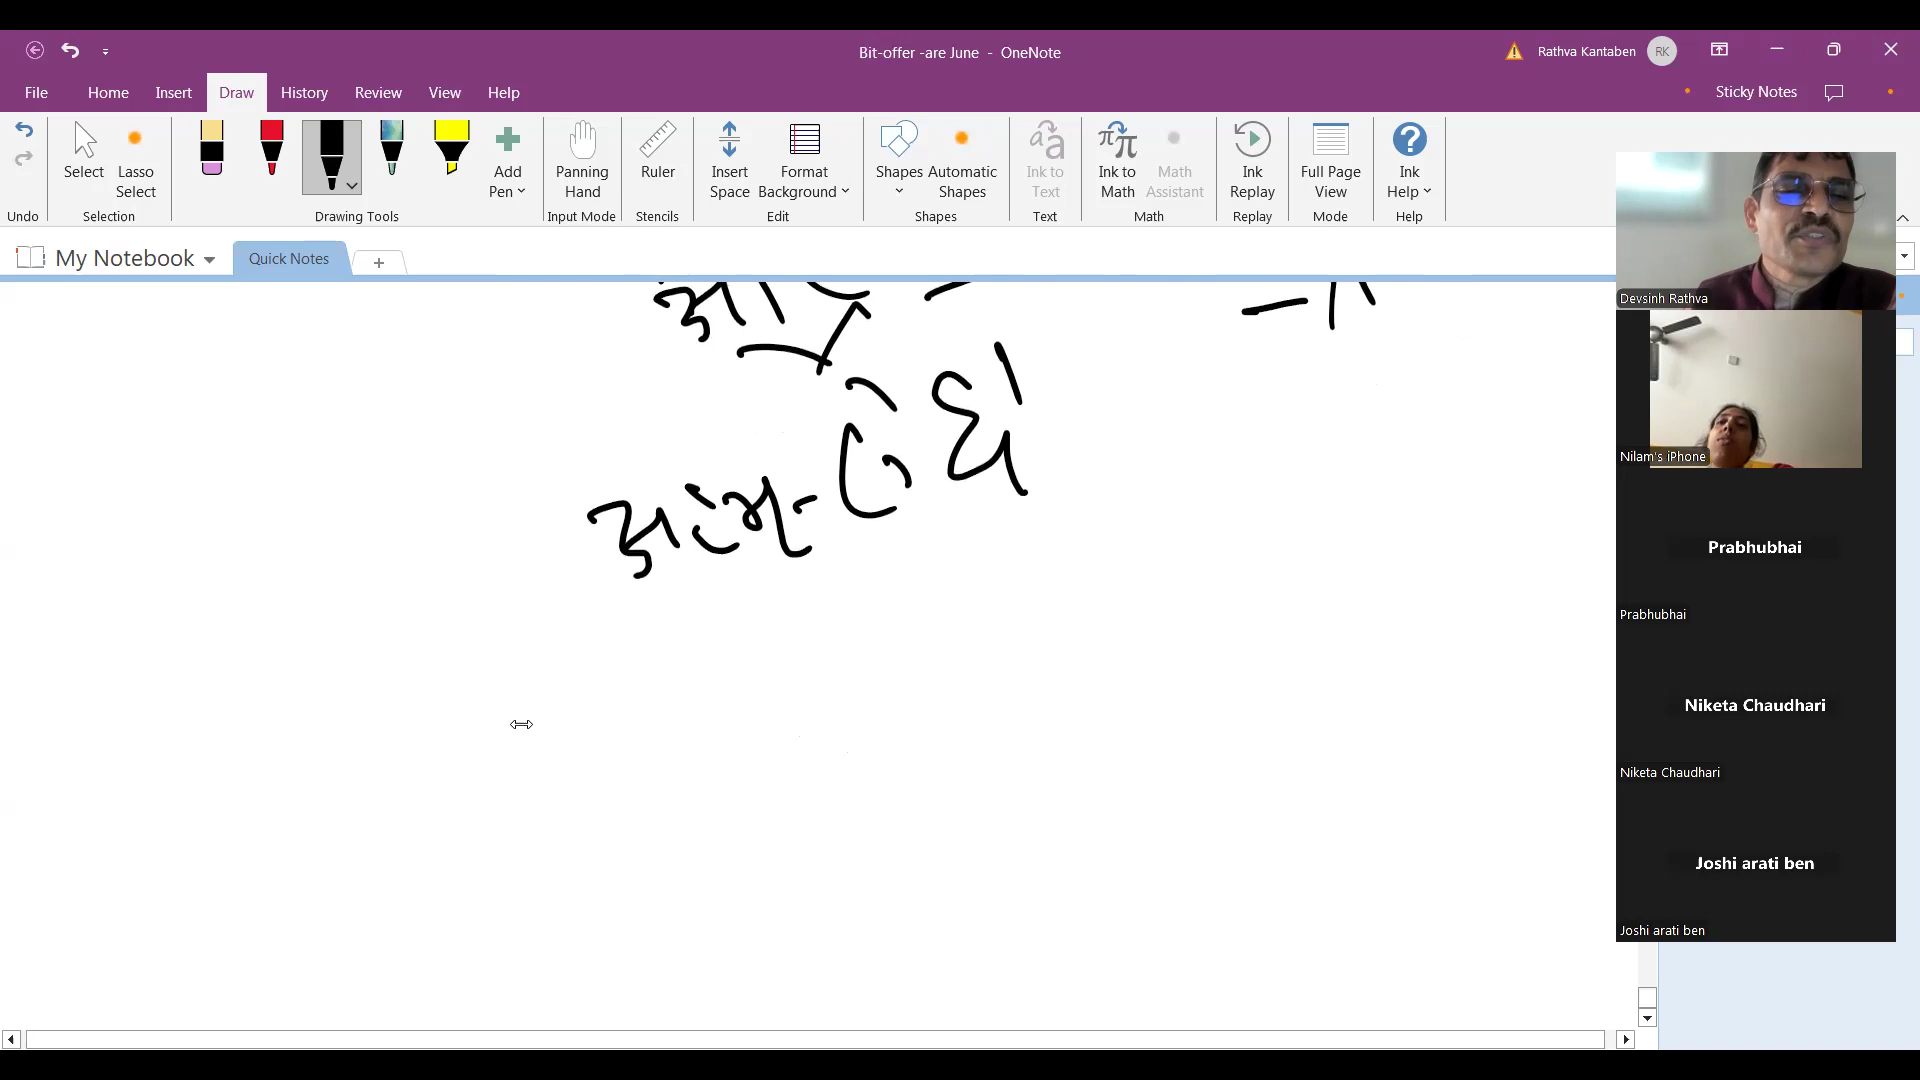 Bit-offer -are June - OneNote
Rathva Kantaben
RK
File
Home
Insert
Draw
History
Review
View
Help
Sticky Notes
Select
Lasso Select
Add Pen
Panning Hand
Ruler
Insert Space
Format Background
Shapes
Automatic Shapes
Ink to Text
Ink to Math
Math Assistant
Ink Replay
Full Page View
Ink Help
Undo
Selection
Drawing Tools
Input Mode
Stencils
Edit
Shapes
Text
Math
Replay
Mode
Help
My Notebook
Quick Notes
Devsinh Rathva
Nilam's iPhone
Prabhubhai
Prabhubhai
Niketa Chaudhari
Niketa Chaudhari
Joshi arati ben
Joshi arati ben